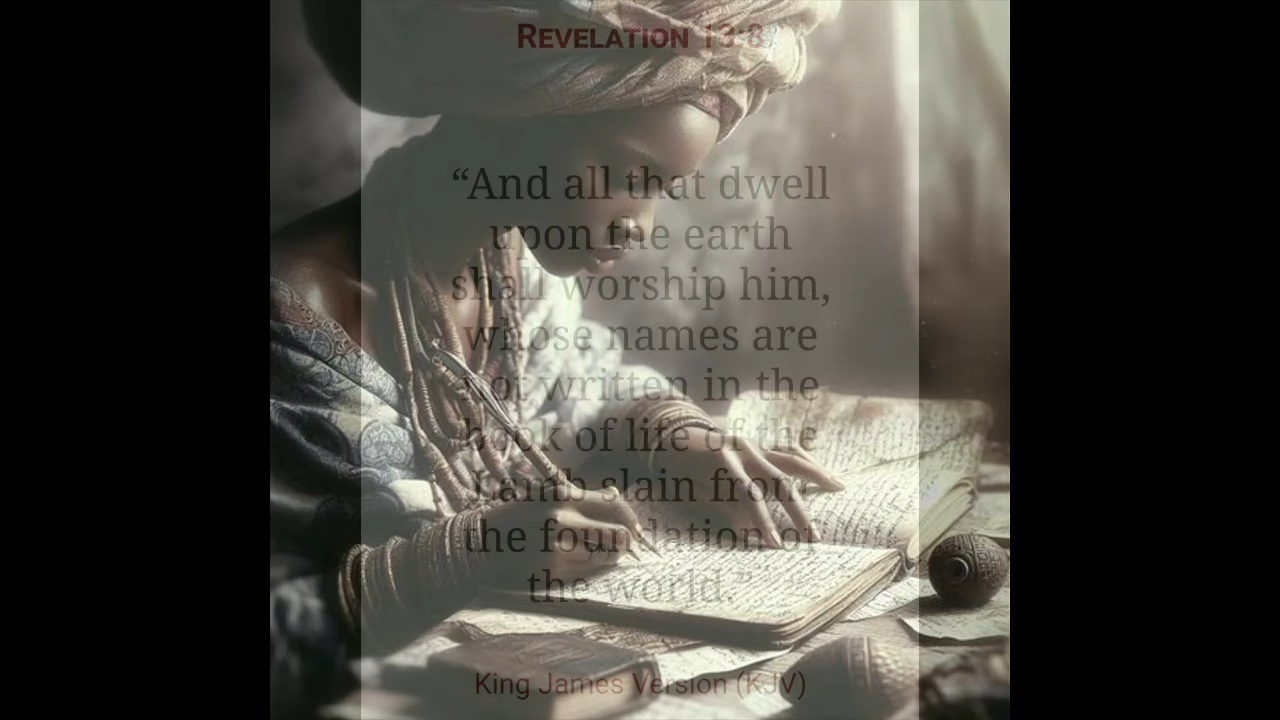 REVELATION 13:8
“And all that dwell
upon the earth
shall worship him,
whose names are
not written in the
book of life of the
Lamb slain from
the foundation of
the world.”
King James Version (KJV)